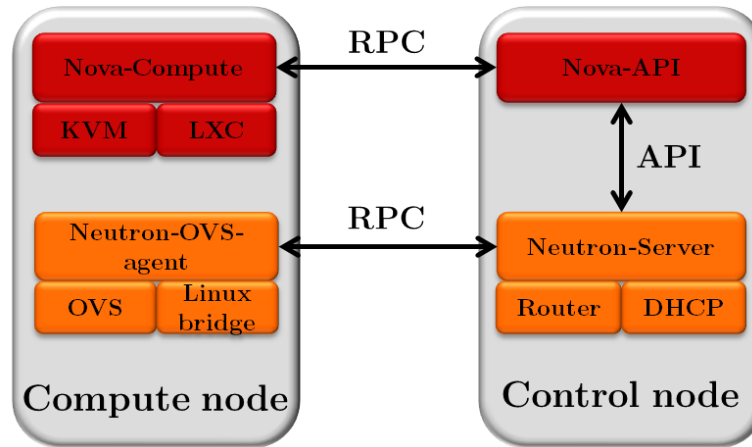 Nova-Compute
KVM
LXC
Neutron-OVS-
agent
OVS
Linux
bridge
Compute node
RPC
RPC
Nova-API
API
Neutron-Server
Router
DHCP
Control node